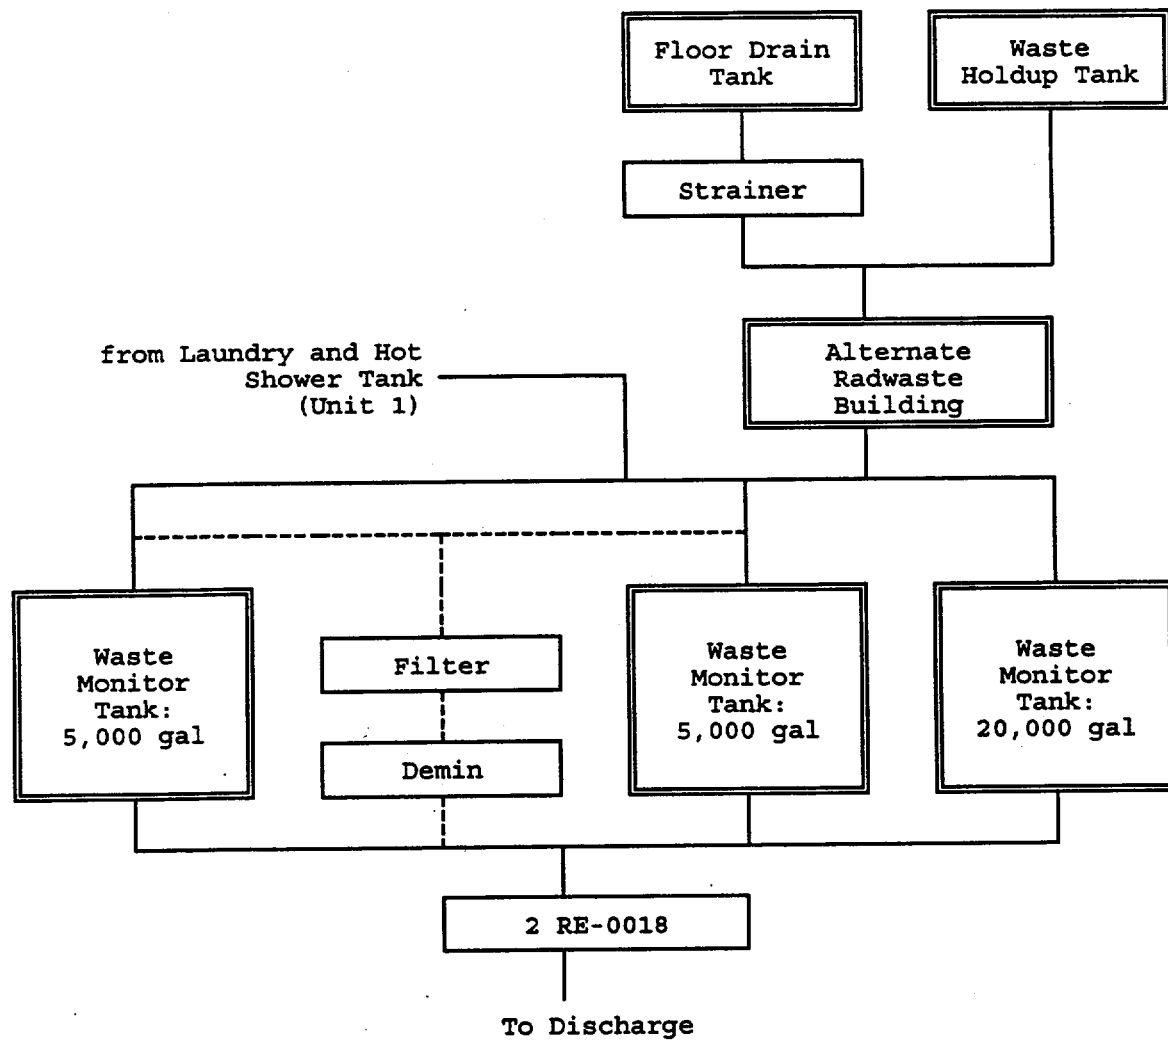 Floor Drain
Tank
Waste
Holdup Tank
Strainer
from Laundry and Hot
Shower Tank
(Unit 1)
Alternate
Radwaste
Building
Waste
Monitor
Tank:
5,000 gal
Filter
Demin
Waste
Monitor
Tank:
5,000 gal
Waste
Monitor
Tank:
20,000 gal
2 RE-0018
To Discharge